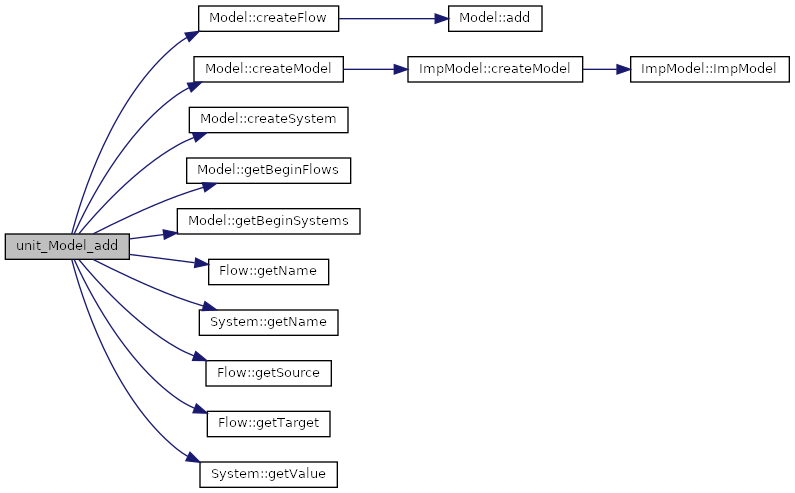 Model::createFlow
Model::add
Model::createModel
ImpModel::createModel
ImpModel::ImpModel
Model::createSystem
Model::getBeginFlows
Model::getBeginSystems
unit_Model_add
Flow::getName
System::getName
Flow::getSource
Flow::getTarget
System::getValue